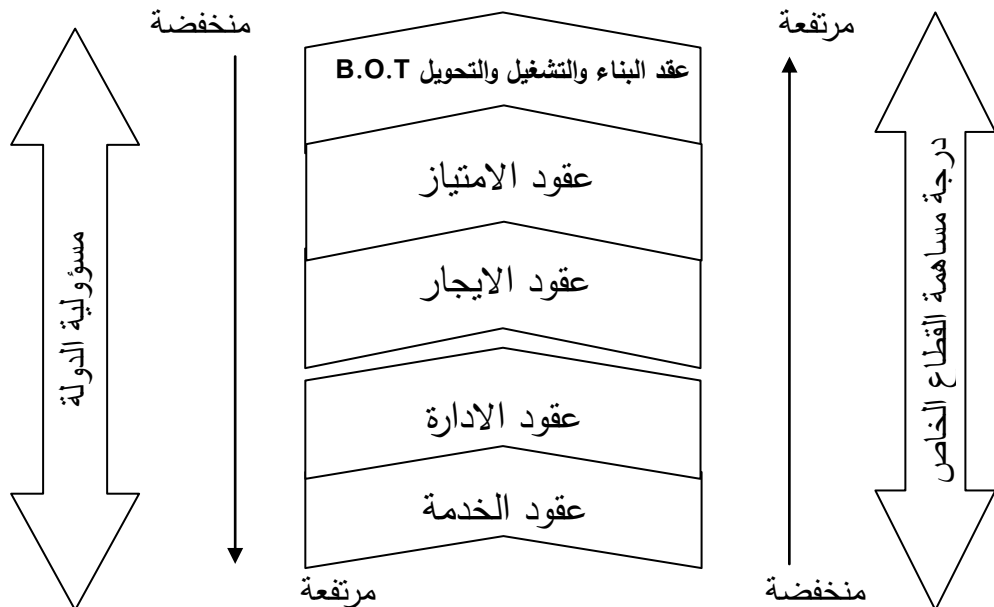 مرتفعة
منخفضة
عقد البناء والتشغيل والتحويل B.O.T
عقود الامتياز
درجة مساهمة القطاع الخاص
مسؤولية الدولة
عقود الايجار
عقود الادارة
عقود الخدمة
منخفضة
مرتفعة